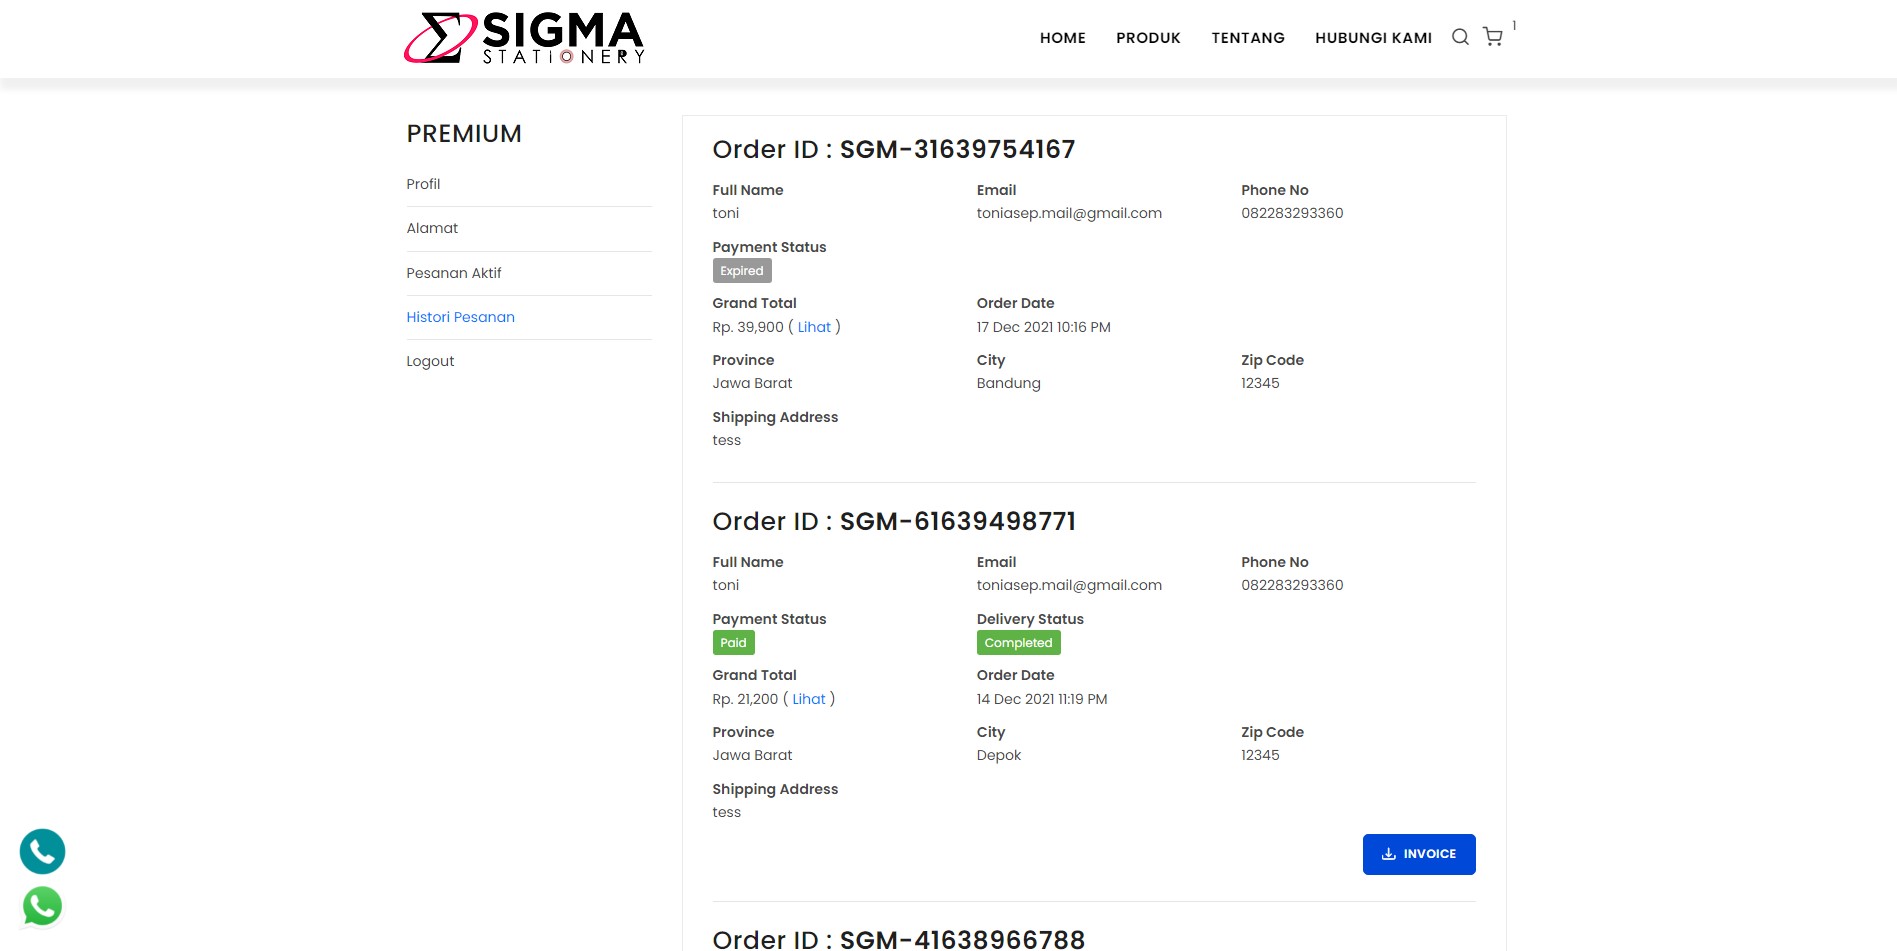 SIGMA
STATIONERY
HOME PRODUK TENTANG HUBUNGI KAMI 1
PREMIUM
Profil
Alamat
Pesanan Aktif
Histori Pesanan
Logout
Order ID : SGM-31639754167
Full Name Email Phone No
toni toniasep.mail@gmail.com 082283293360
Payment Status
Expired
Grand Total Order Date
Rp. 39,900 ( Lihat ) 17 Dec 2021 10:16 PM
Province City Zip Code
Jawa Barat Bandung 12345
Shipping Address
tess
Order ID : SGM-61639498771
Full Name Email Phone No
toni toniasep.mail@gmail.com 082283293360
Payment Status Delivery Status
Paid Completed
Grand Total Order Date
Rp. 21,200 ( Lihat ) 14 Dec 2021 11:19 PM
Province City Zip Code
Jawa Barat Depok 12345
Shipping Address
tess
INVOICE
Order ID : SGM-41638966788